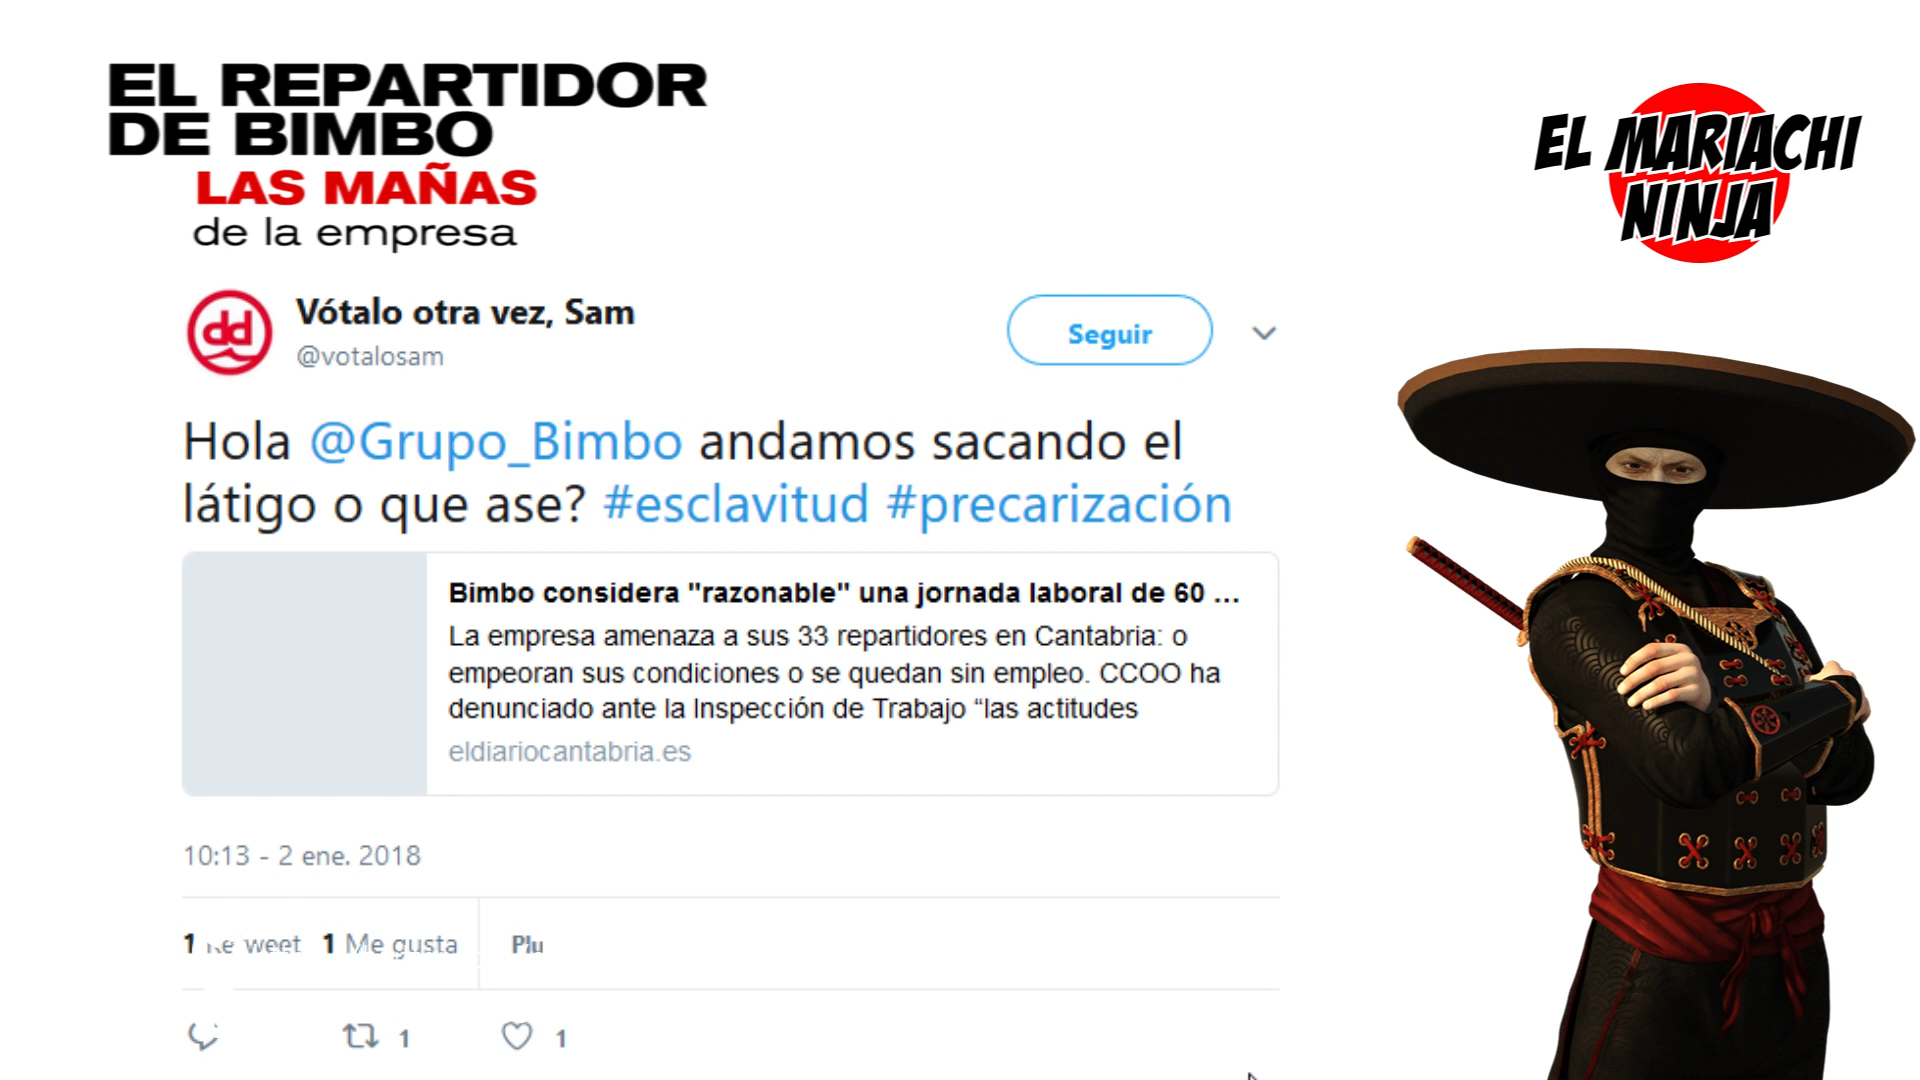 EL REPARTIDOR
DE BIMBO
LAS MAÑAS
de la empresa
EL MARIACHI
NINJA
dd
Vótalo otra vez, Sam
@votalosam
Seguir
Hola @Grupo_Bimbo andamos sacando el
látigo o que ase? #esclavitud #precarización
Bimbo considera "razonable" una jornada laboral de 60 ...
La empresa amenaza a sus 33 repartidores en Cantabria: o
empeoran sus condiciones o se quedan sin empleo. CCOO ha
denunciado ante la Inspección de Trabajo “las actitudes
eldiariocantabria.es
10:13 - 2 ene. 2018
1 1 Me gusta
1 1